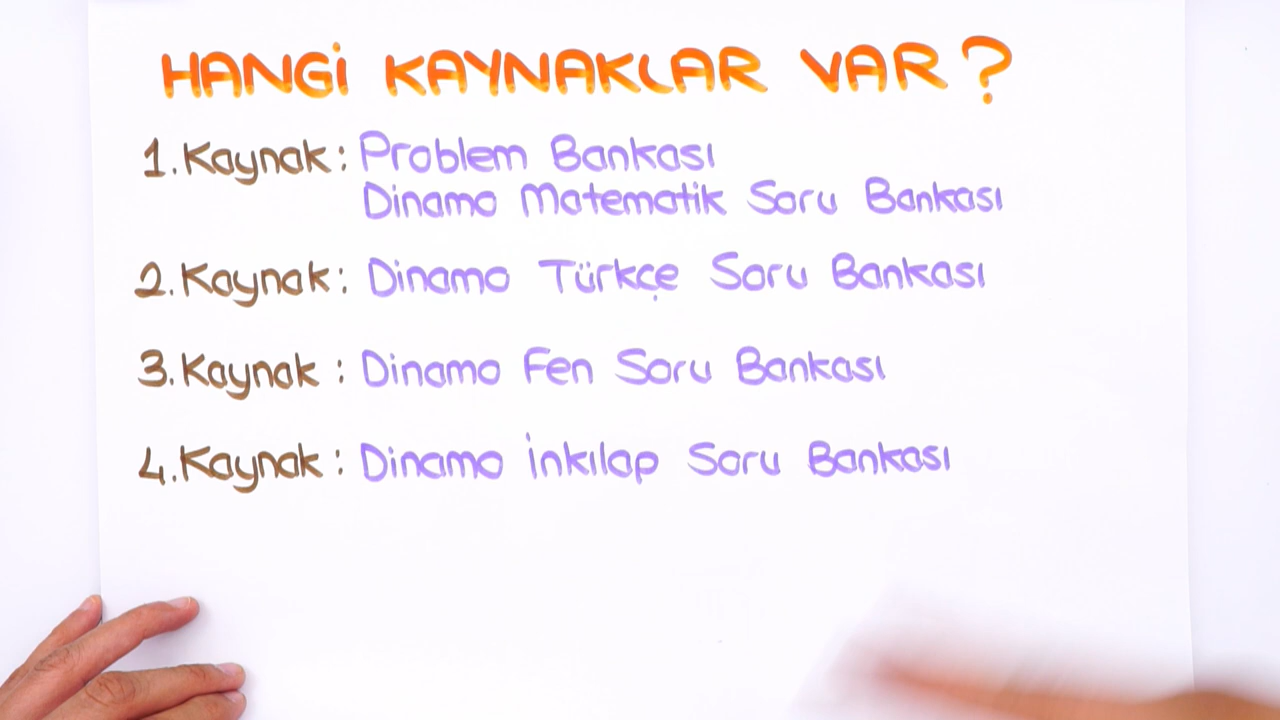 HANGİ KAYNAKLAR VAR?
1. Kaynak: Problem Bankası
Dinamo Matematik Soru Bankası
2. Kaynak: Dinamo Türkçe Soru Bankası
3. Kaynak: Dinamo Fen Soru Bankası
4. Kaynak: Dinamo İnkılap Soru Bankası